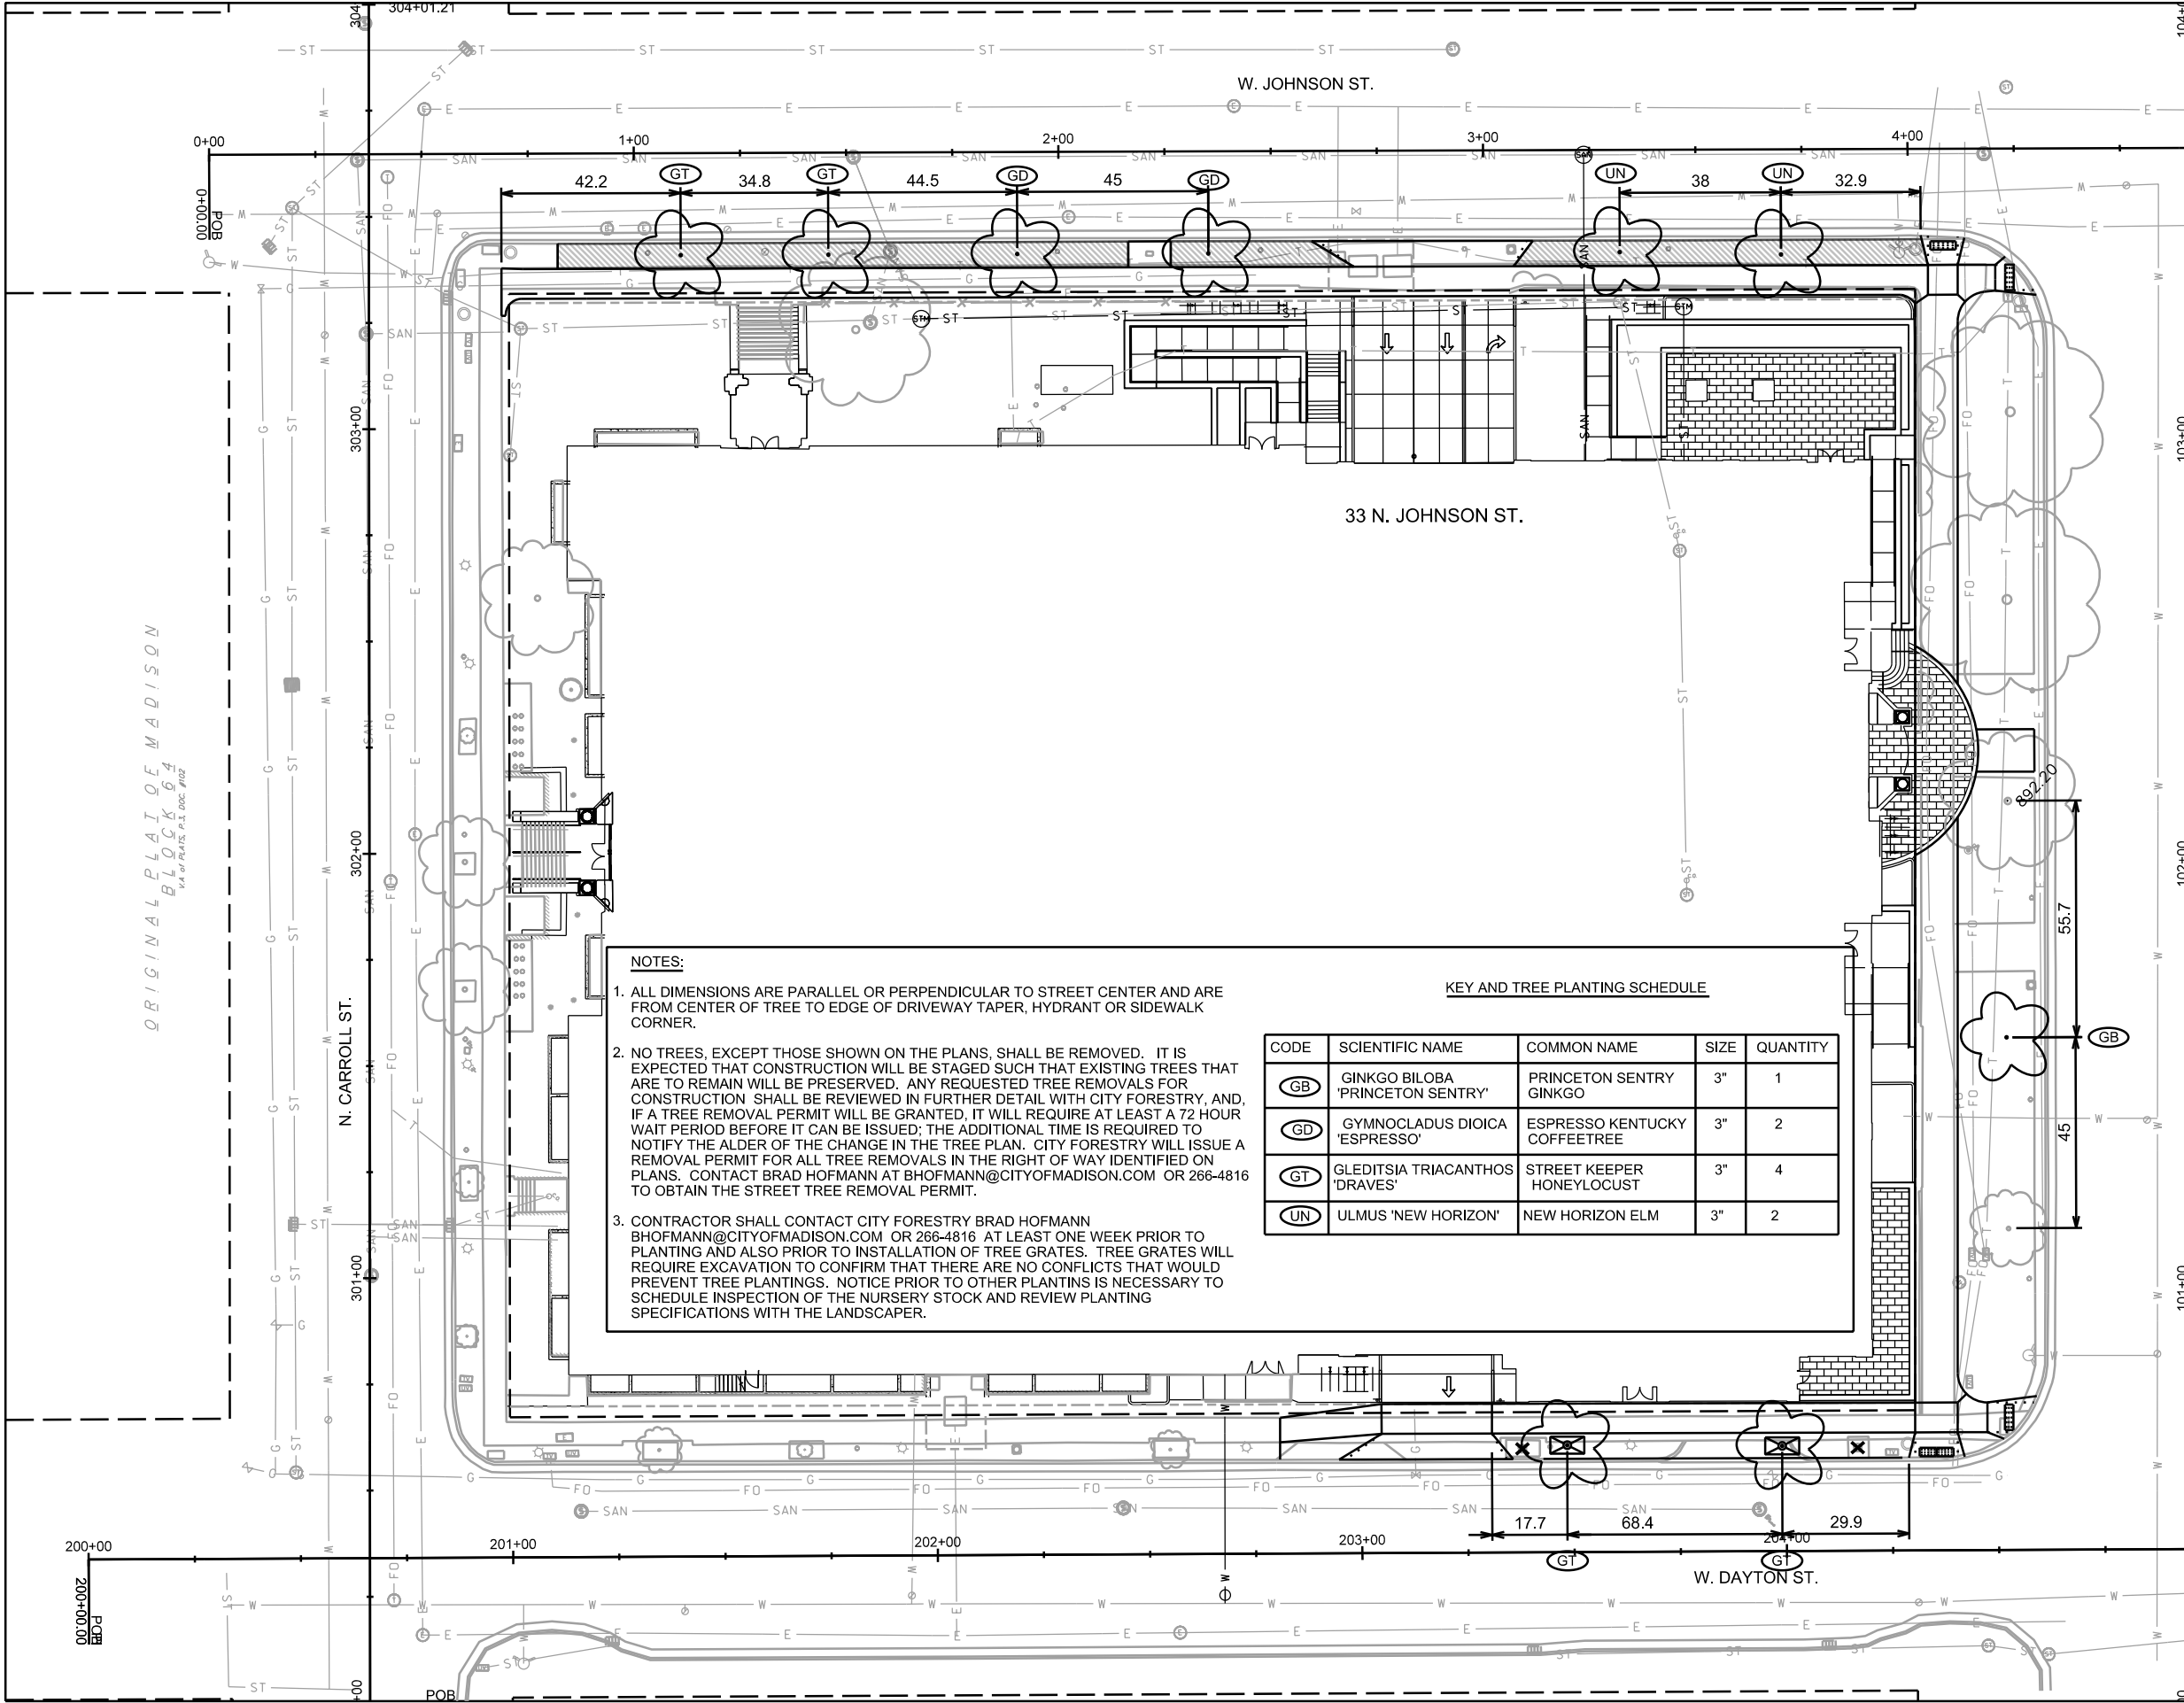 304+01.21
304
104+0
W. JOHNSON ST.
0+00
1+00
2+00
3+00
4+00
0+00.00
POB
42.2
GT
34.8
GT
44.5
GD
45
GD
UN
38
UN
32.9
303+00
103+00
33 N. JOHNSON ST.
ORIGINAL PLAT OF MADISON
BLOCK 64
302+00
102+00
892.20
55.7
GB
45
N. CARROLL ST.
301+00
101+00
NOTES:
1. ALL DIMENSIONS ARE PARALLEL OR PERPENDICULAR TO STREET CENTER AND ARE
FROM CENTER OF TREE TO EDGE OF DRIVEWAY TAPER, HYDRANT OR SIDEWALK
CORNER.
2. NO TREES, EXCEPT THOSE SHOWN ON THE PLANS, SHALL BE REMOVED. IT IS
EXPECTED THAT CONSTRUCTION WILL BE STAGED SUCH THAT EXISTING TREES THAT
ARE TO REMAIN WILL BE PRESERVED. ANY REQUESTED TREE REMOVALS FOR
CONSTRUCTION SHALL BE REVIEWED IN FURTHER DETAIL WITH CITY FORESTRY, AND,
IF A TREE REMOVAL PERMIT WILL BE GRANTED, IT WILL REQUIRE AT LEAST A 72 HOUR
WAIT PERIOD BEFORE IT CAN BE ISSUED; THE ADDITIONAL TIME IS REQUIRED TO
NOTIFY THE ALDER OF THE CHANGE IN THE TREE PLAN. CITY FORESTRY WILL ISSUE A
REMOVAL PERMIT FOR ALL TREE REMOVALS IN THE RIGHT OF WAY IDENTIFIED ON
PLANS. CONTACT BRAD HOFMANN AT BHOFMANN@CITYOFMADISON.COM OR 266-4816
TO OBTAIN THE STREET TREE REMOVAL PERMIT.
3. CONTRACTOR SHALL CONTACT CITY FORESTRY BRAD HOFMANN
BHOFMANN@CITYOFMADISON.COM OR 266-4816 AT LEAST ONE WEEK PRIOR TO
PLANTING AND ALSO PRIOR TO INSTALLATION OF TREE GRATES. TREE GRATES WILL
REQUIRE EXCAVATION TO CONFIRM THAT THERE ARE NO CONFLICTS THAT WOULD
PREVENT TREE PLANTINGS. NOTICE PRIOR TO OTHER PLANTINS IS NECESSARY TO
SCHEDULE INSPECTION OF THE NURSERY STOCK AND REVIEW PLANTING
SPECIFICATIONS WITH THE LANDSCAPER.
KEY AND TREE PLANTING SCHEDULE
CODE SCIENTIFIC NAME COMMON NAME SIZE QUANTITY
GB GINKGO BILOBA 'PRINCETON SENTRY' PRINCETON SENTRY GINKGO 3" 1
GD GYMNOCLADUS DIOICA 'ESPRESSO' ESPRESSO KENTUCKY COFFEETREE 3" 2
GT GLEDITSIA TRIACANTHOS 'DRAVES' STREET KEEPER HONEYLOCUST 3" 4
UN ULMUS 'NEW HORIZON' NEW HORIZON ELM 3" 2
17.7
68.4
29.9
200+00
201+00
202+00
203+00
204+00
GT
GT
W. DAYTON ST.
200+00.00
POB
POB
+00